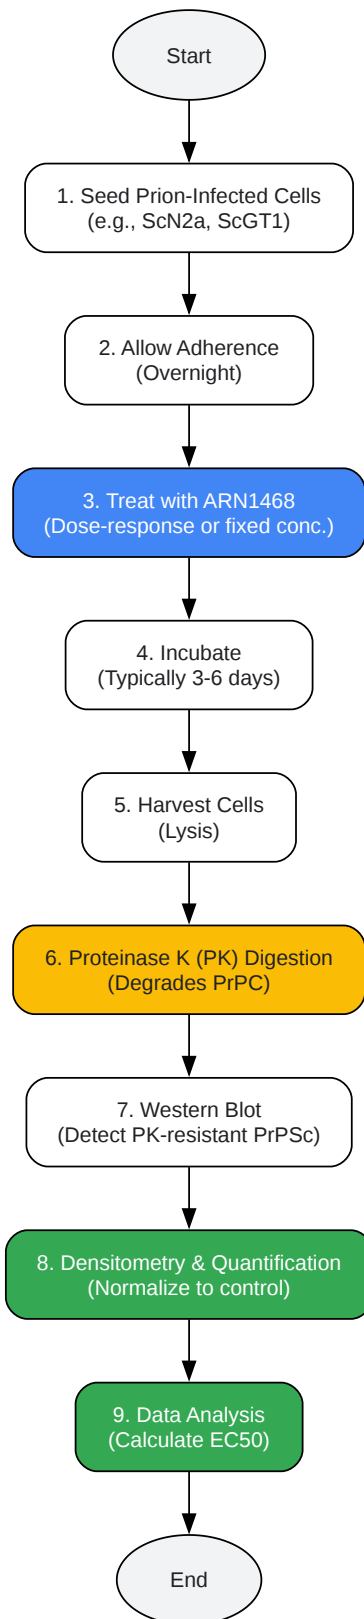 Start
1. Seed Prion-Infected Cells
(e.g., ScN2a, ScGT1)
2. Allow Adherence
(Overnight)
3. Treat with ARN1468
(Dose-response or fixed conc.)
4. Incubate
(Typically 3-6 days)
5. Harvest Cells
(Lysis)
6. Proteinase K (PK) Digestion
(Degrades PrPC)
7. Western Blot
(Detect PK-resistant PrPSc)
8. Densitometry & Quantification
(Normalize to control)
9. Data Analysis
(Calculate EC50)
End